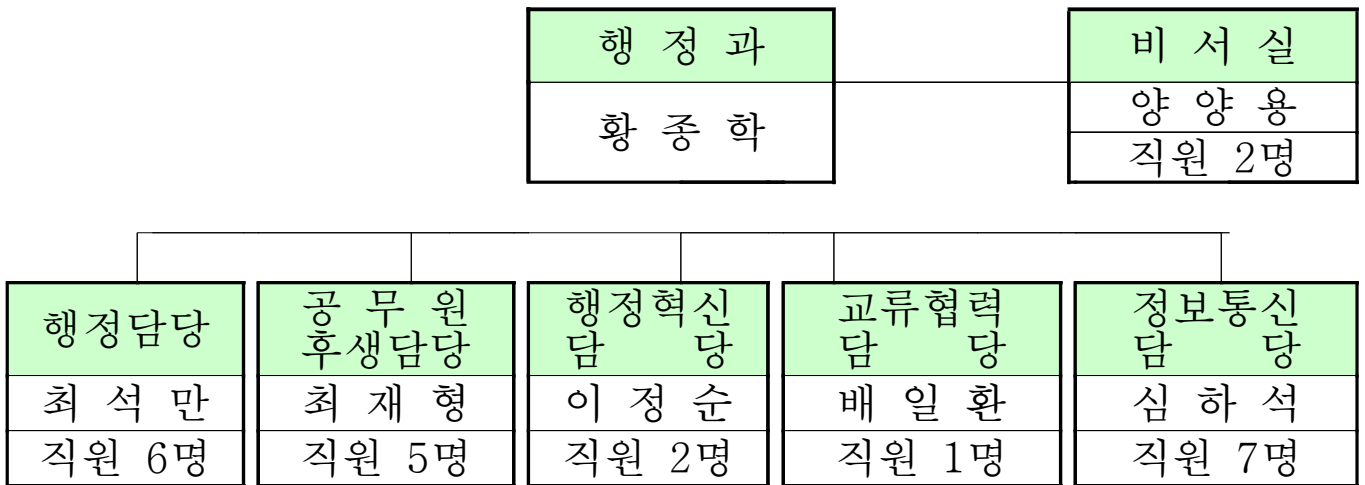 행 정 과
황 종 학
비 서 실
양 양 용
직원 2명
행정담당
최 석 만
직원 6명
공 무 원
후생담당
최 재 형
직원 5명
행정혁신
담 당
이 정 순
직원 2명
교류협력
담 당
배 일 환
직원 1명
정보통신
담 당
심 하 석
직원 7명